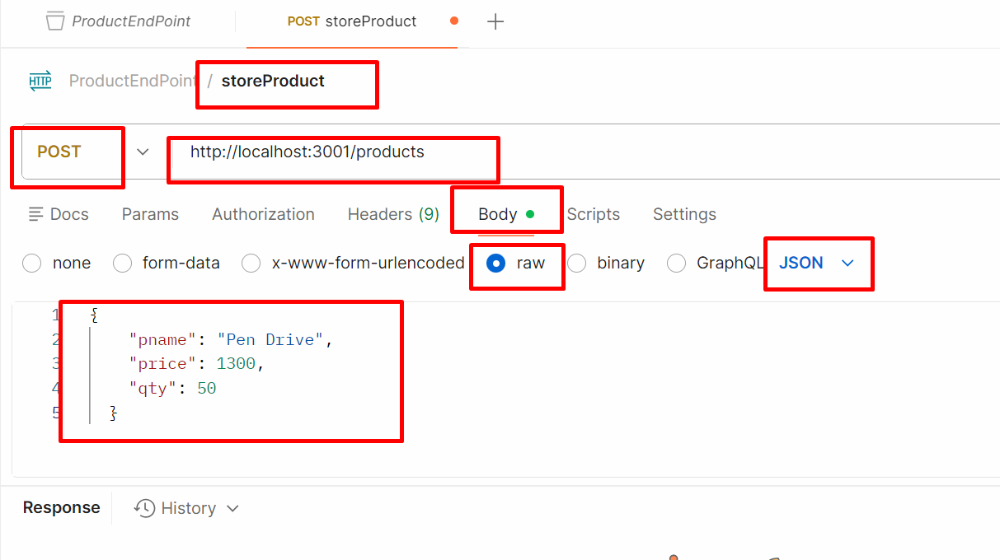 ProductEndPoint POST storeProduct
HTTP ProductEndPoint / storeProduct
POST http://localhost:3001/products
Docs Params Authorization Headers (9) Body Scripts Settings
none form-data x-www-form-urlencoded raw binary GraphQL JSON
1 {
2 "pname": "Pen Drive",
3 "price": 1300,
4 "qty": 50
5 }
Response History